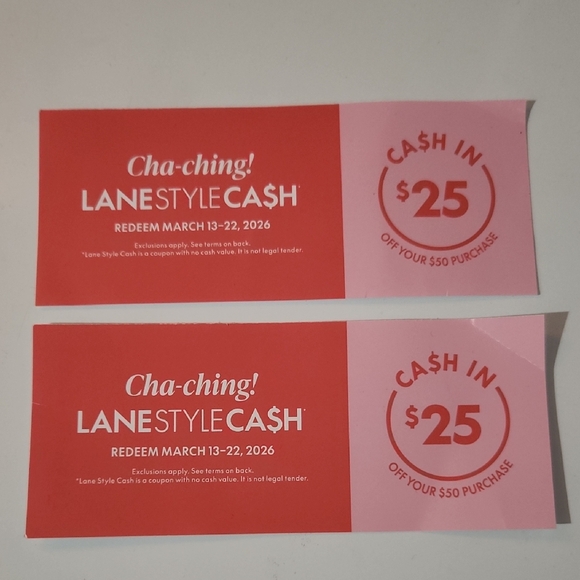 Cha-ching!
LANESTYLECA$H
REDEEM MARCH 13-22, 2026
Exclusions apply. See terms on back.
*Lane Style Cash is a coupon with no cash value. It is not legal tender.
CA$H IN
$25
OFF YOUR $50 PURCHASE
Cha-ching!
LANESTYLECA$H
REDEEM MARCH 13-22, 2026
Exclusions apply. See terms on back.
*Lane Style Cash is a coupon with no cash value. It is not legal tender.
CA$H IN
$25
OFF YOUR $50 PURCHASE